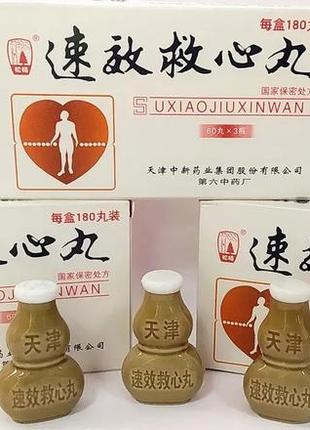 每盒180丸
松栢
速效救心丸
国家保密处方
SUXIAOJIUXINWAN
60丸×3瓶
天津中新药业集团股份有限公司
第六中药厂
每盒180丸装
心丸
国家保密处方
OJIUXINWAN
速效
天津
速效救心丸
天津
速效救心丸
天津
速效救心丸